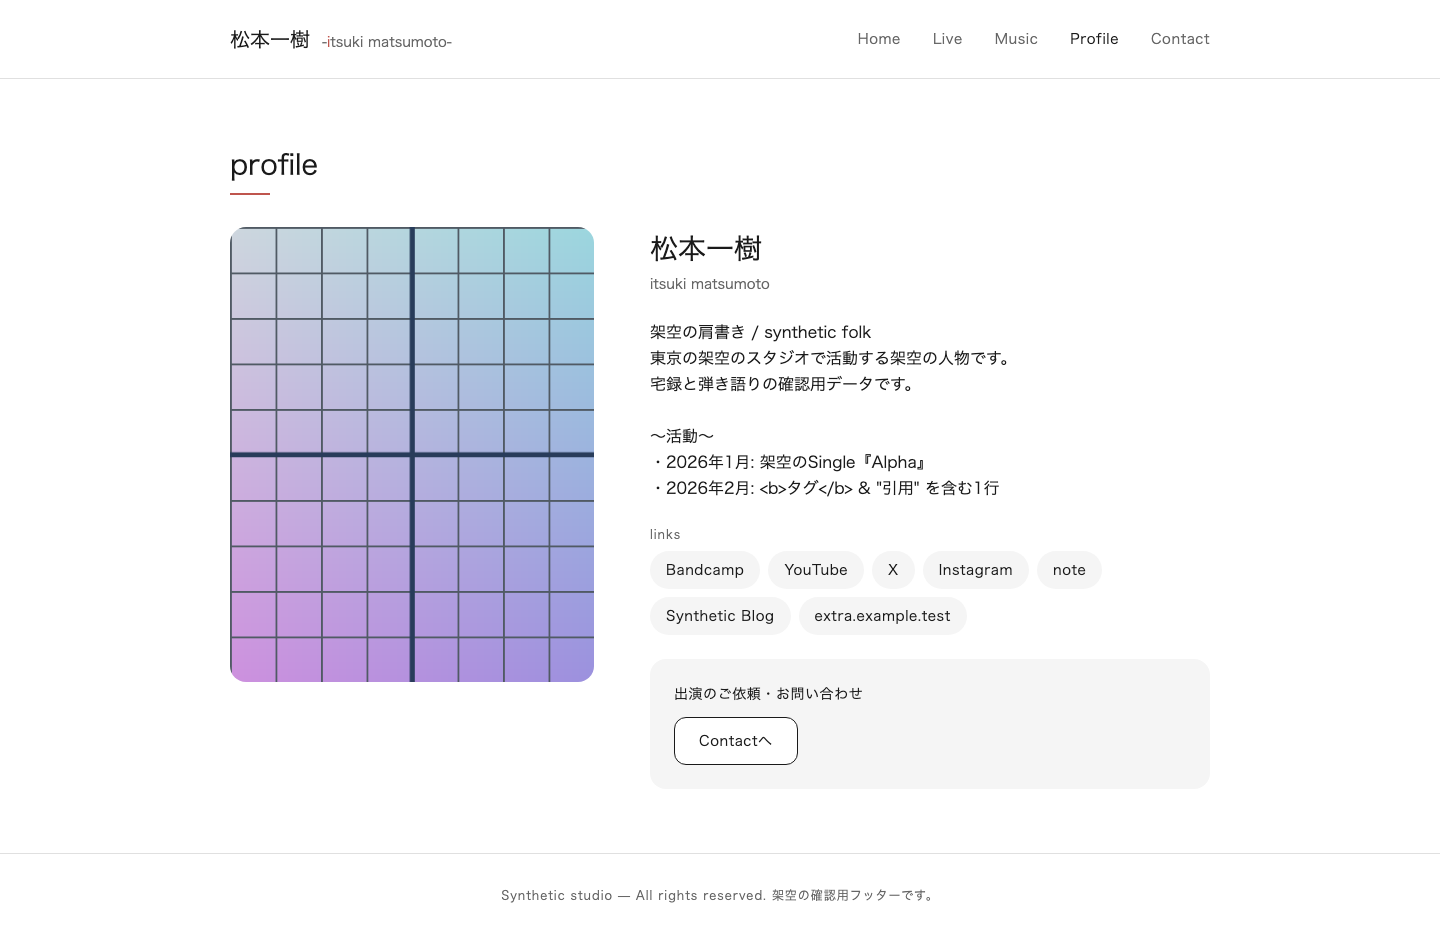 松本一樹 -itsuki matsumoto-
Home Live Music Profile Contact
profile
松本一樹
itsuki matsumoto
架空の肩書き / synthetic folk
東京の架空のスタジオで活動する架空の人物です。
宅録と弾き語りの確認用データです。
〜活動〜
・2026年1月: 架空のSingle『Alpha』
・2026年2月: <b>タグ</b> & "引用" を含む1行
links
Bandcamp YouTube X Instagram note
Synthetic Blog extra.example.test
出演のご依頼・お問い合わせ
Contactへ
Synthetic studio — All rights reserved. 架空の確認用フッターです。